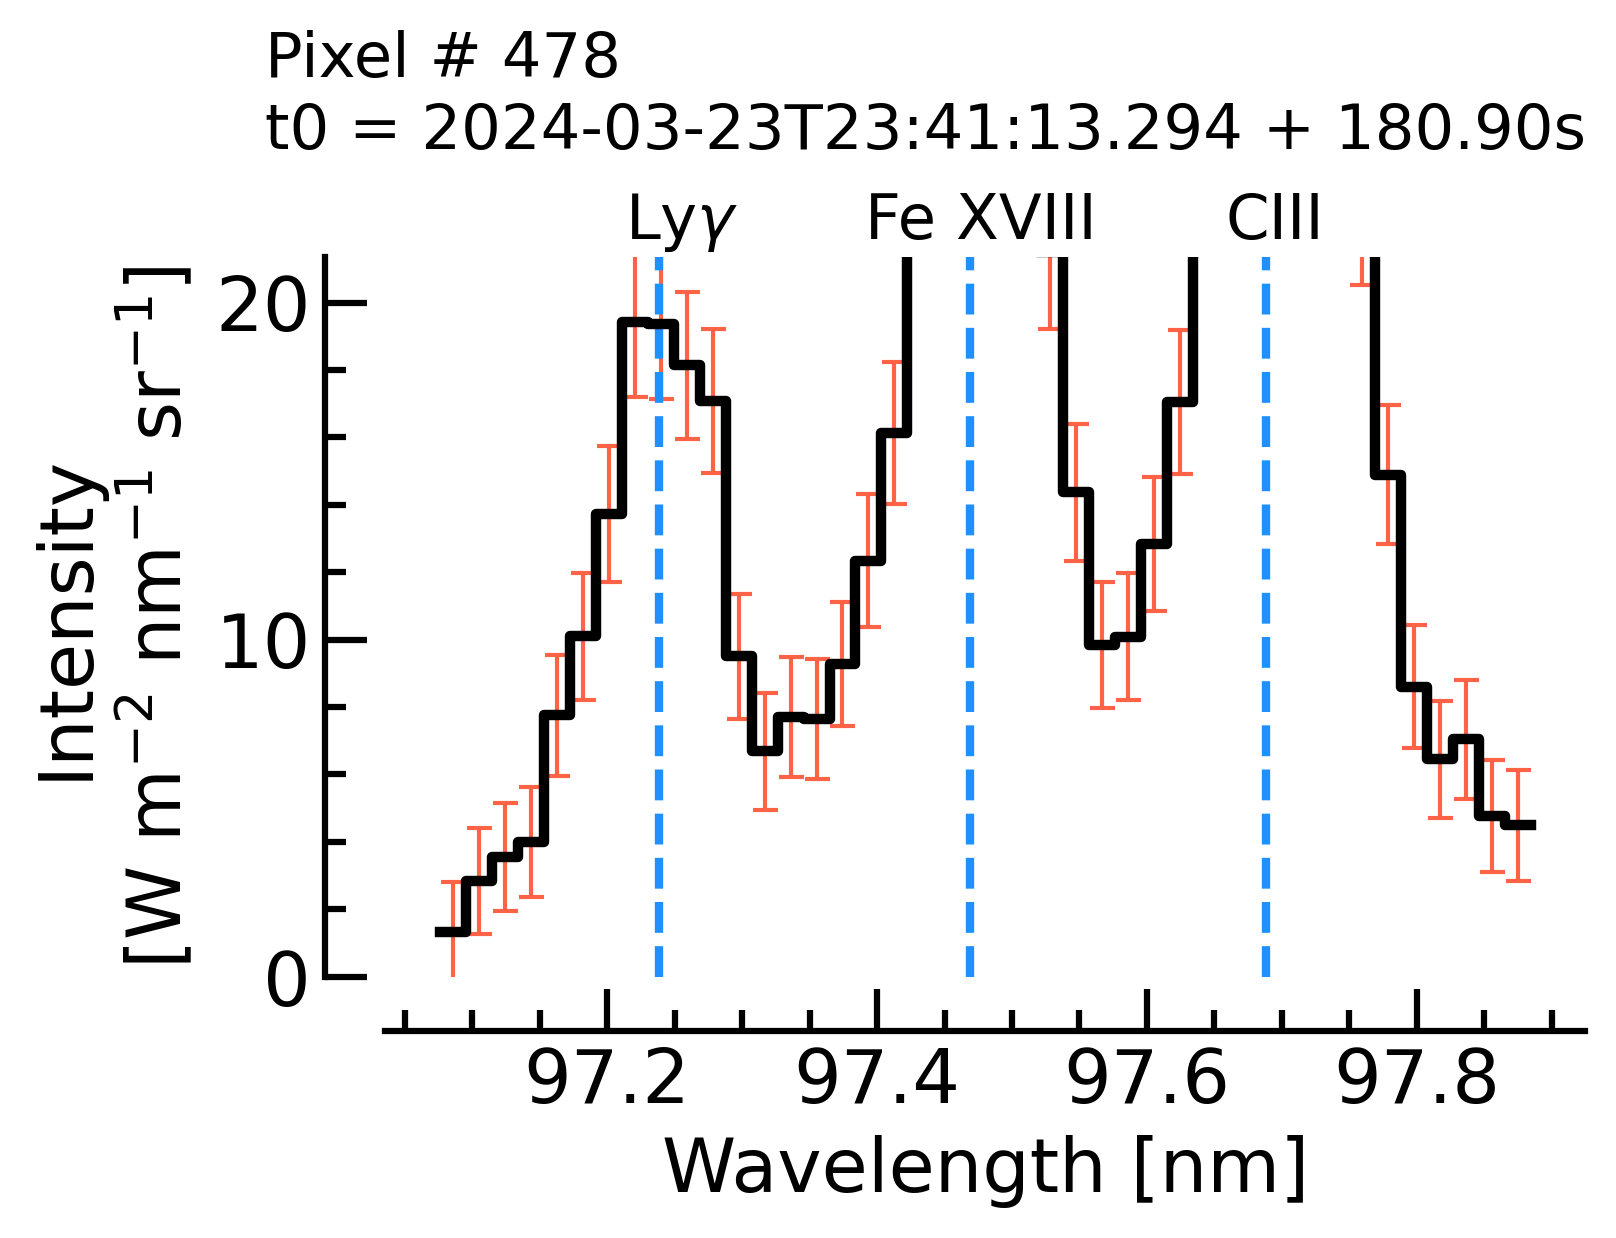 Pixel # 478
t0 = 2024-03-23T23:41:13.294 + 180.90s
Lyγ Fe XVIII CIII
Intensity
[W m⁻² nm⁻¹ sr⁻¹]
20
10
0
97.2 97.4 97.6 97.8
Wavelength [nm]